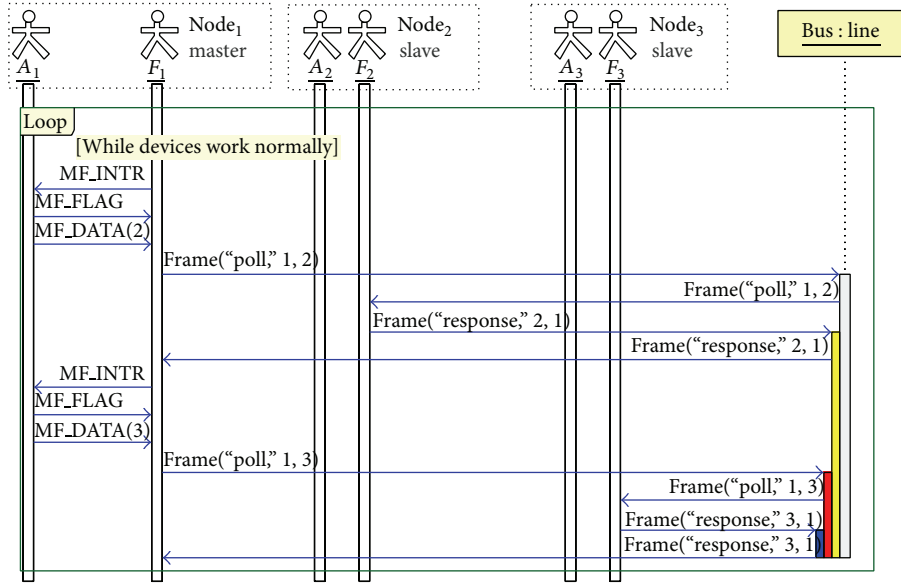 Node1
master
Node2
slave
Node3
slave
Bus : line
A1
F1
A2
F2
A3
F3
Loop
[While devices work normally]
MF_INTR
MF_FLAG
MF_DATA(2)
Frame(“poll,” 1, 2)
Frame(“poll,” 1, 2)
Frame(“response,” 2, 1)
Frame(“response,” 2, 1)
MF_INTR
MF_FLAG
MF_DATA(3)
Frame(“poll,” 1, 3)
Frame(“poll,” 1, 3)
Frame(“response,” 3, 1)
Frame(“response,” 3, 1)